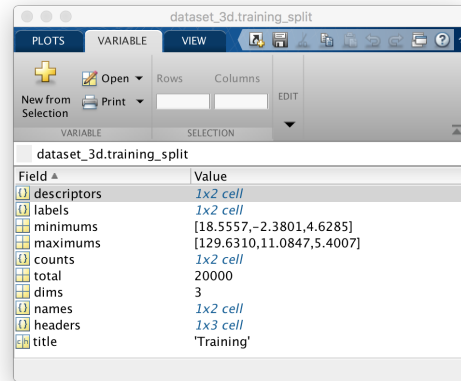 dataset_3d.training_split
PLOTS VARIABLE VIEW
Open Rows Columns
New from Selection Print EDIT
VARIABLE SELECTION
dataset_3d.training_split
Field Value
descriptors 1x2 cell
labels 1x2 cell
minimums [18.5557,-2.3801,4.6285]
maximums [129.6310,11.0847,5.4007]
counts 1x2 cell
total 20000
dims 3
names 1x2 cell
headers 1x3 cell
title 'Training'